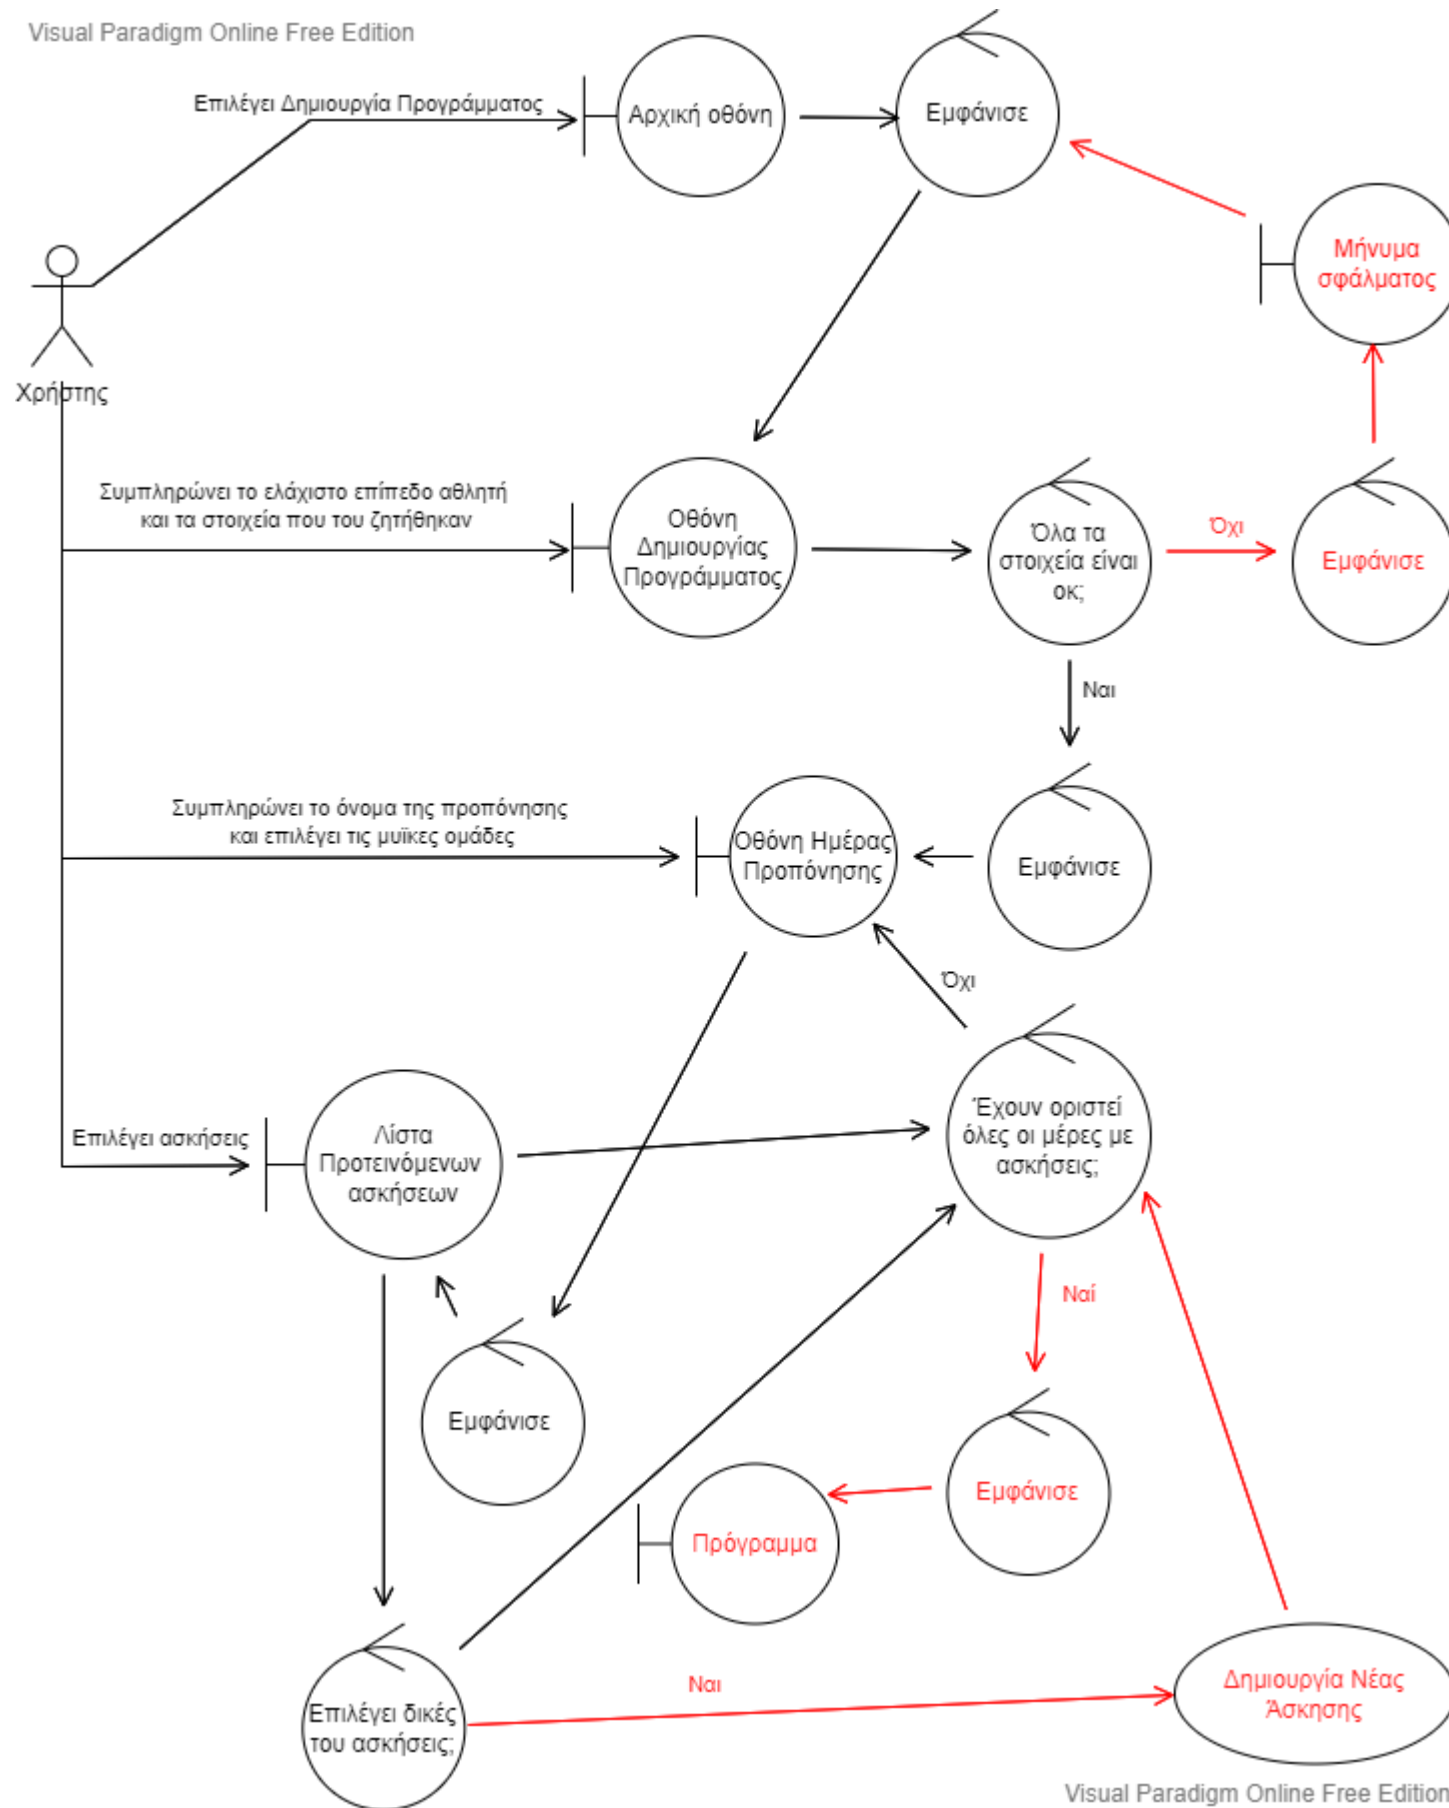 Visual Paradigm Online Free Edition
Επιλέγει Δημιουργία Προγράμματος
Αρχική οθόνη
Εμφάνισε
Μήνυμα
σφάλματος
Χρήστης
Συμπληρώνει το ελάχιστο επίπεδο αθλητή
και τα στοιχεία που του ζητήθηκαν
Οθόνη
Δημιουργίας
Προγράμματος
Όλα τα
στοιχεία είναι
οκ;
Όχι
Εμφάνισε
Ναι
Συμπληρώνει το όνομα της προπόνησης
και επιλέγει τις μυϊκες ομάδες
Οθόνη Ημέρας
Προπόνησης
Εμφάνισε
Όχι
Επιλέγει ασκήσεις
Λίστα
Προτεινόμενων
ασκήσεων
Έχουν οριστεί
όλες οι μέρες με
ασκήσεις;
Ναί
Εμφάνισε
Εμφάνισε
Πρόγραμμα
Ναι
Επιλέγει δικές
του ασκήσεις;
Δημιουργία Νέας
Άσκησης
Visual Paradigm Online Free Edition